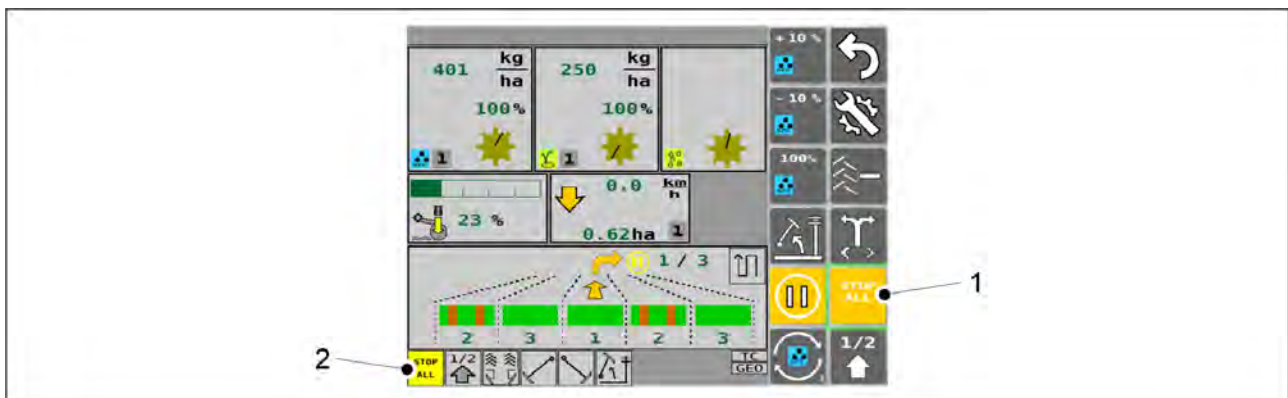 401 kg/ha
100%
1
250 kg/ha
100%
1
23 %
0.0 km/h
0.62ha 1
1 / 3
2 3 1 2 3
STOP ALL
1/2
TC
GEO
+10 %
- 10 %
100%
STOP ALL
1/2
1
2